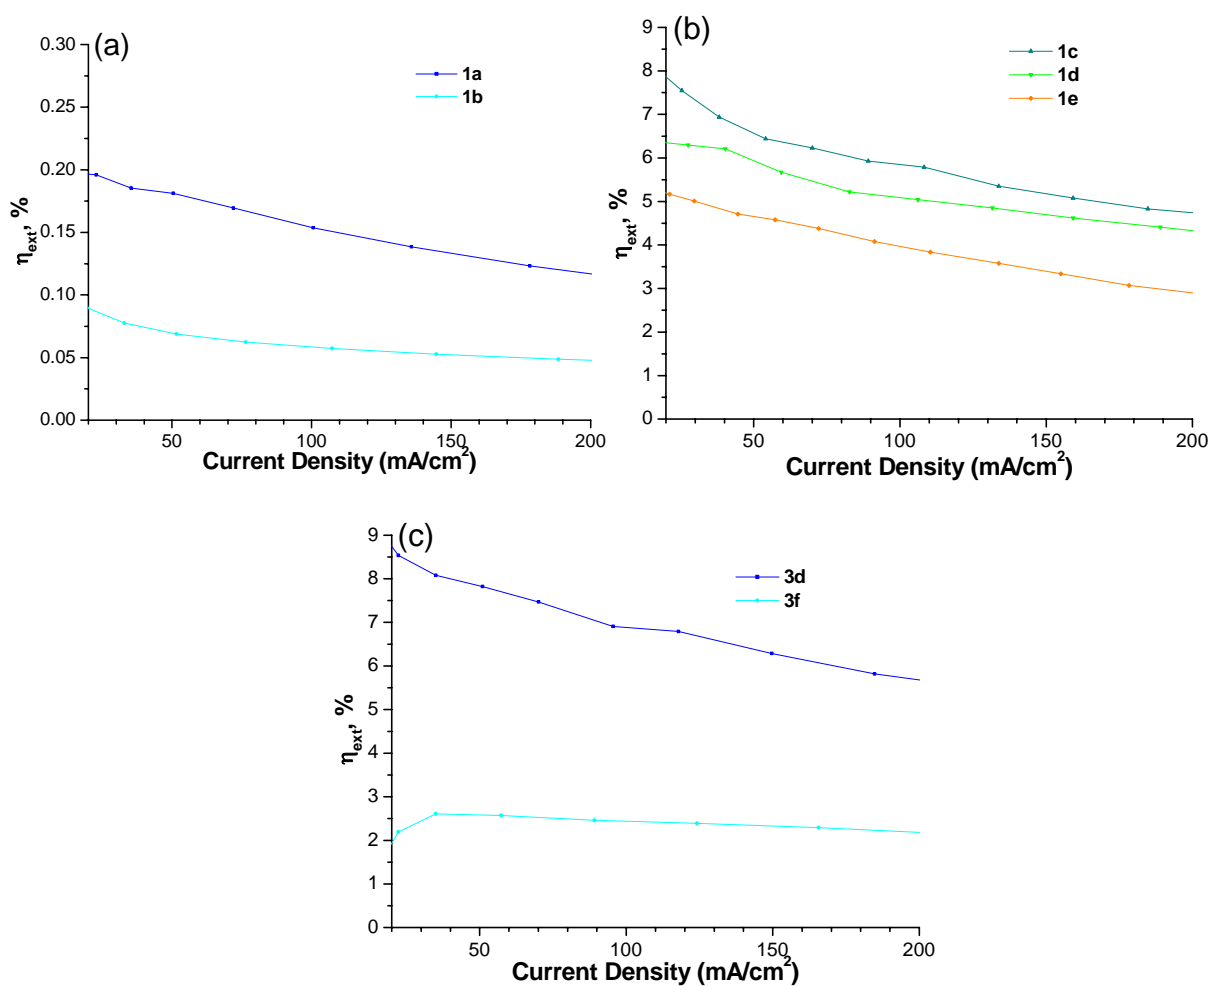 (a)
0.30
0.25
0.20
0.15
0.10
0.05
0.00
ηext, %
1a
1b
50
100
150
200
Current Density (mA/cm²)
(b)
9
8
7
6
5
4
3
2
1
0
ηext, %
1c
1d
1e
50
100
150
200
Current Density (mA/cm²)
(c)
9
8
7
6
5
4
3
2
1
0
ηext, %
3d
3f
50
100
150
200
Current Density (mA/cm²)